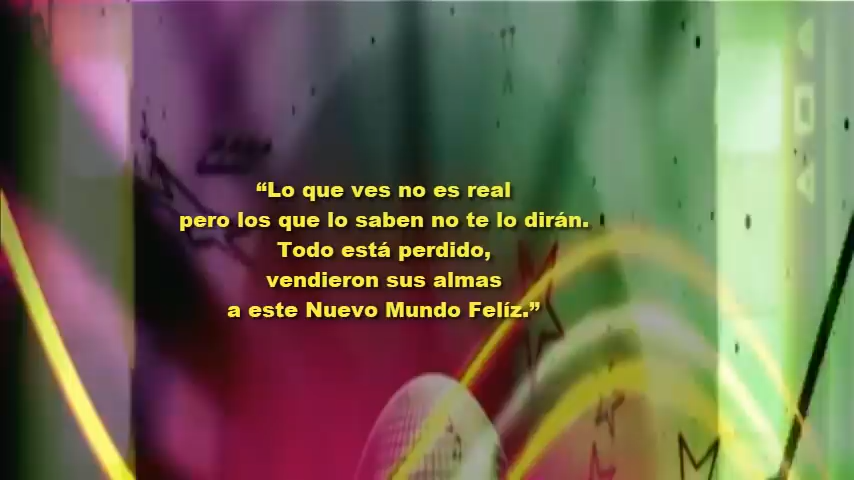 “Lo que ves no es real
pero los que lo saben no te lo dirán.
Todo está perdido,
vendieron sus almas
a este Nuevo Mundo Felíz.”